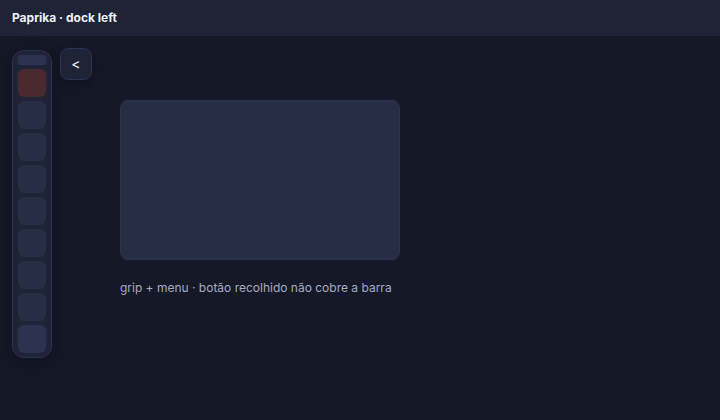 Paprika · dock left
<
grip + menu · botão recolhido não cobre a barra